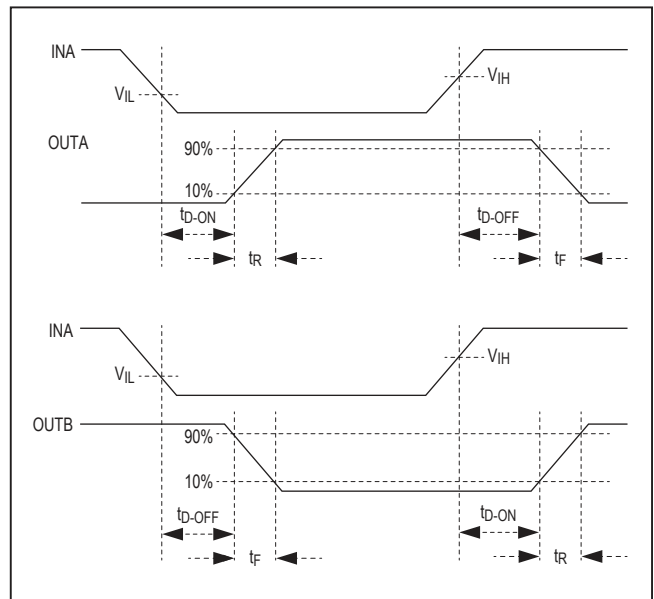 INA
VIH
VIL
OUTA
90%
10%
tD-ON
tD-OFF
tR
tF
INA
VIH
VIL
OUTB
90%
10%
tD-OFF
tD-ON
tF
tR